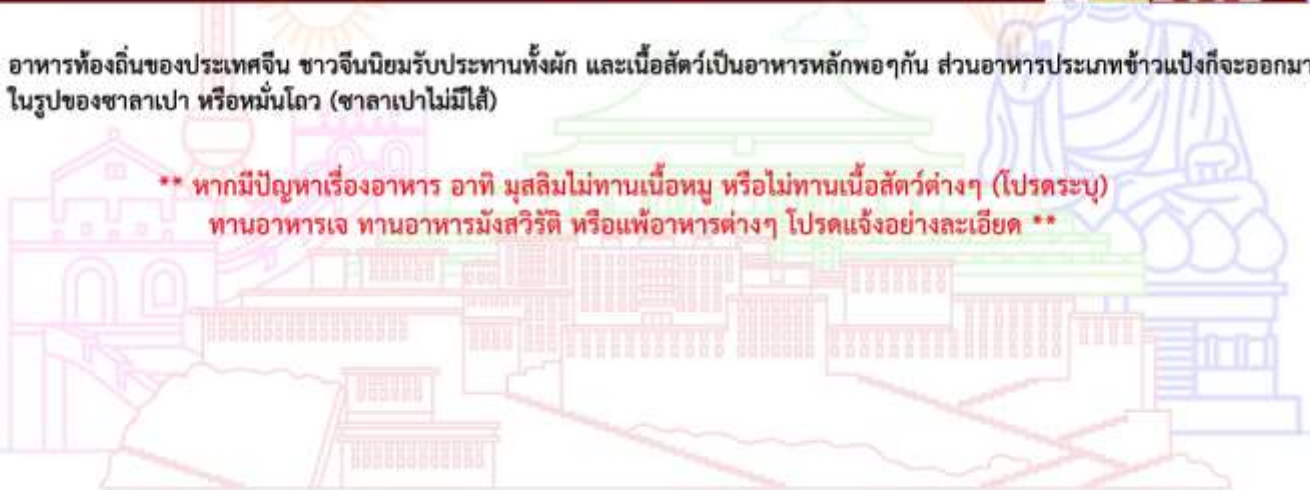 อาหารท้องถิ่นของประเทศจีน ชาวจีนนิยมรับประทานทั้งผัก และเนื้อสัตว์เป็นอาหารหลักพอๆกัน ส่วนอาหารประเภทข้าวแป้งก็จะออกมา
ในรูปของซาลาเปา หรือหมั่นโถว (ซาลาเปาไม่มีไส้)
** หากมีปัญหาเรื่องอาหาร อาทิ มุสลิมไม่ทานเนื้อหมู หรือไม่ทานเนื้อสัตว์ต่างๆ (โปรดระบุ)
ทานอาหารเจ ทานอาหารมังสวิรัติ หรือแพ้อาหารต่างๆ โปรดแจ้งอย่างละเอียด **